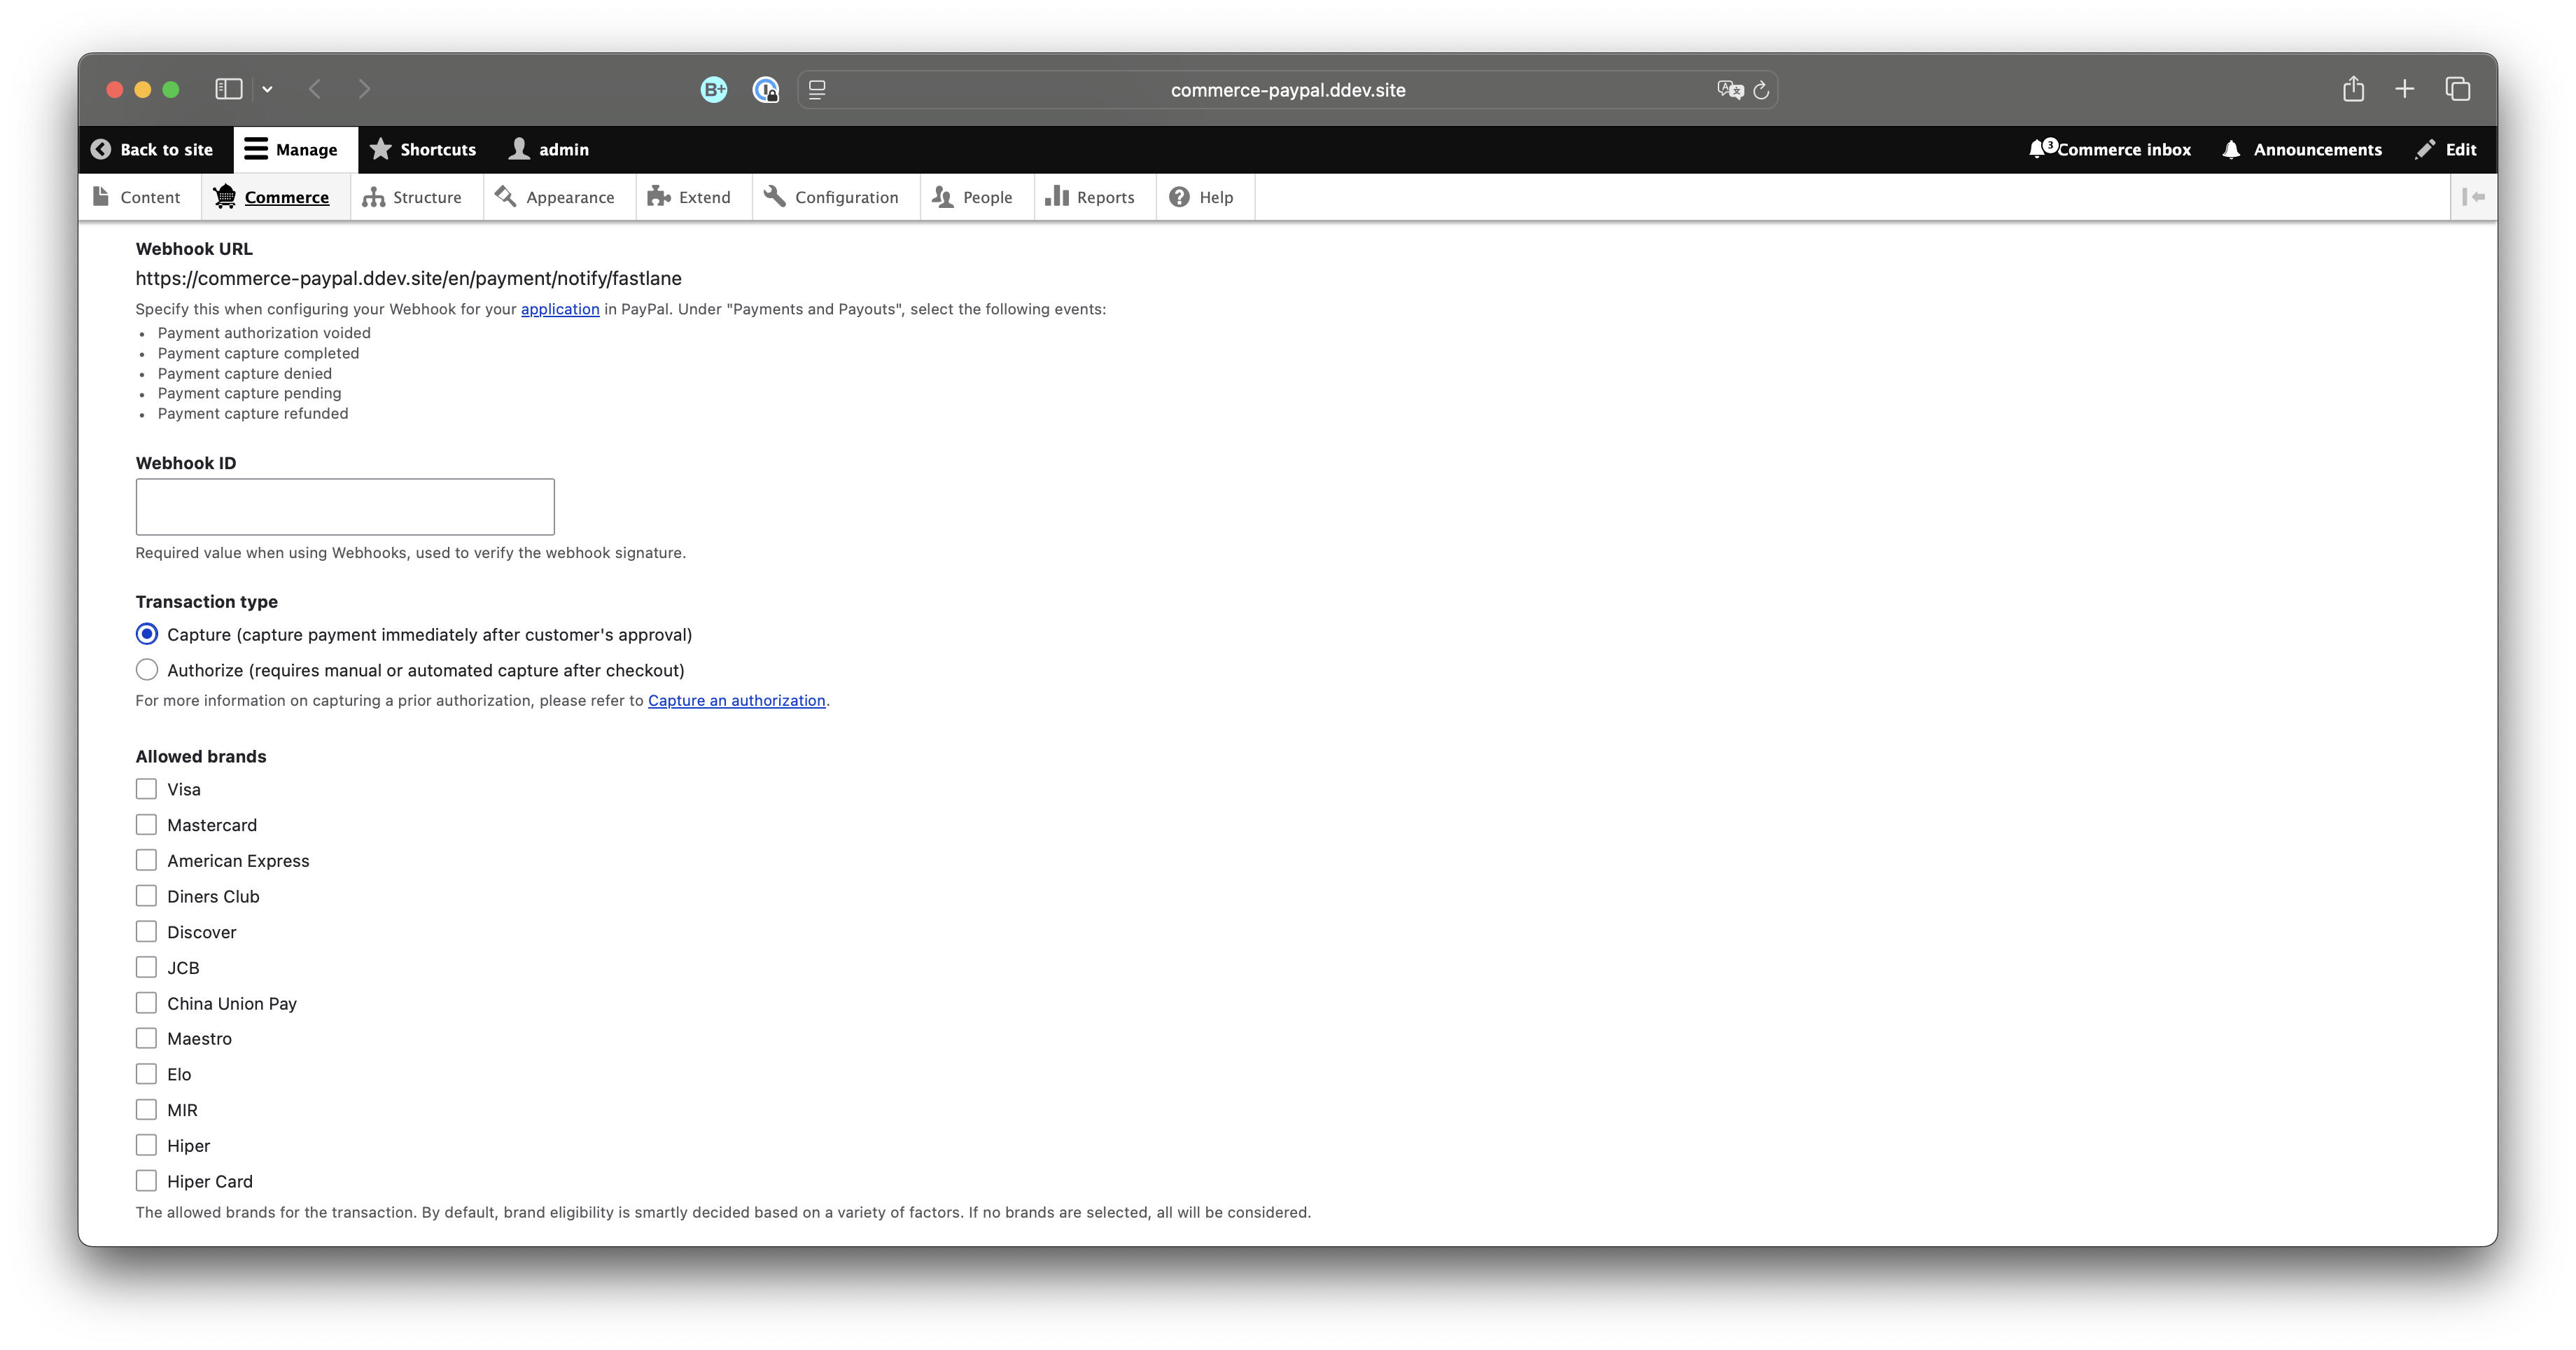 B+
commerce-paypal.ddev.site
Back to site
Manage
Shortcuts
admin
3
Commerce inbox
Announcements
Edit
Content
Commerce
Structure
Appearance
Extend
Configuration
People
Reports
Help
Webhook URL
https://commerce-paypal.ddev.site/en/payment/notify/fastlane
Specify this when configuring your Webhook for your application in PayPal. Under "Payments and Payouts", select the following events:
• Payment authorization voided
• Payment capture completed
• Payment capture denied
• Payment capture pending
• Payment capture refunded
Webhook ID
Required value when using Webhooks, used to verify the webhook signature.
Transaction type
Capture (capture payment immediately after customer's approval)
Authorize (requires manual or automated capture after checkout)
For more information on capturing a prior authorization, please refer to Capture an authorization.
Allowed brands
Visa
Mastercard
American Express
Diners Club
Discover
JCB
China Union Pay
Maestro
Elo
MIR
Hiper
Hiper Card
The allowed brands for the transaction. By default, brand eligibility is smartly decided based on a variety of factors. If no brands are selected, all will be considered.